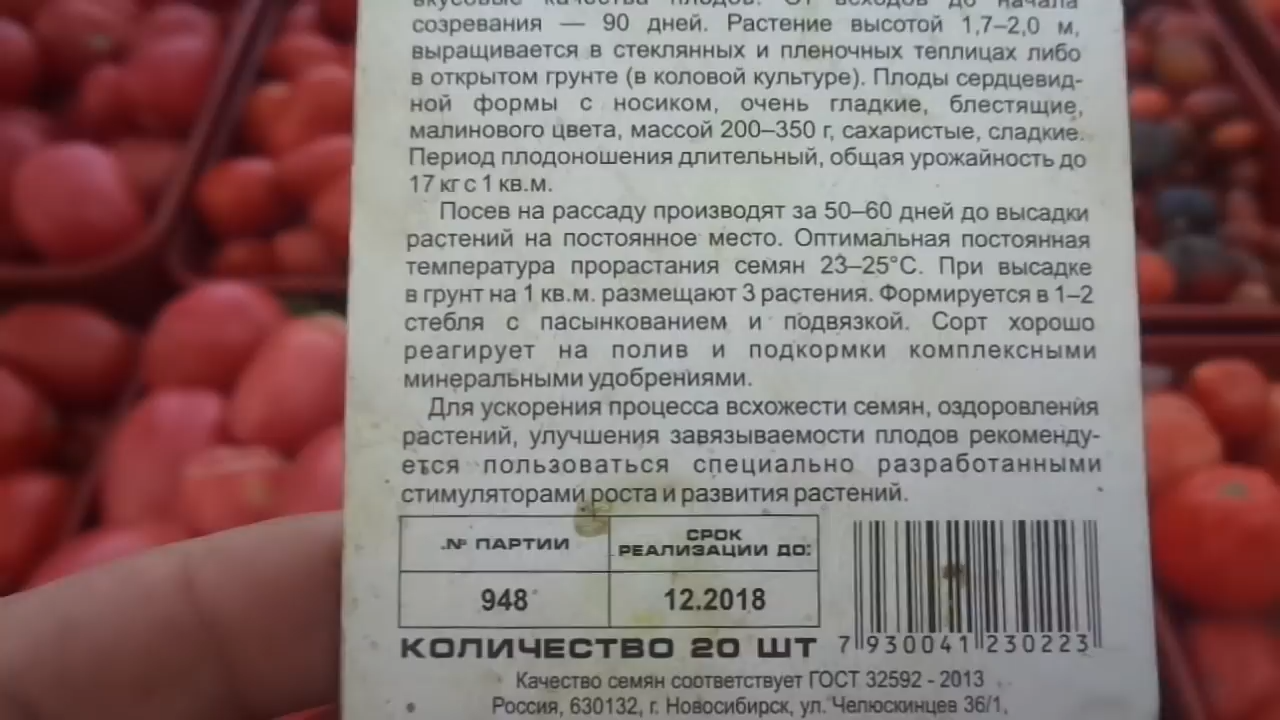 вкусовые качества плодов. От всходов до начала
созревания — 90 дней. Растение высотой 1,7–2,0 м,
выращивается в стеклянных и пленочных теплицах либо
в открытом грунте (в коловой культуре). Плоды сердцевид-
ной формы с носиком, очень гладкие, блестящие,
малинового цвета, массой 200–350 г, сахаристые, сладкие.
Период плодоношения длительный, общая урожайность до
17 кг с 1 кв.м.
Посев на рассаду производят за 50–60 дней до высадки
растений на постоянное место. Оптимальная постоянная
температура прорастания семян 23–25°С. При высадке
в грунт на 1 кв.м. размещают 3 растения. Формируется в 1–2
стебля с пасынкованием и подвязкой. Сорт хорошо
реагирует на полив и подкормки комплексными
минеральными удобрениями.
Для ускорения процесса всхожести семян, оздоровления
растений, улучшения завязываемости плодов рекоменду-
ется пользоваться специально разработанными
стимуляторами роста и развития растений.
№ ПАРТИИ
СРОК
РЕАЛИЗАЦИИ ДО:
948
12.2018
КОЛИЧЕСТВО 20 ШТ
7 930041 230223
Качество семян соответствует ГОСТ 32592 - 2013
Россия, 630132, г. Новосибирск, ул. Челюскинцев 36/1,